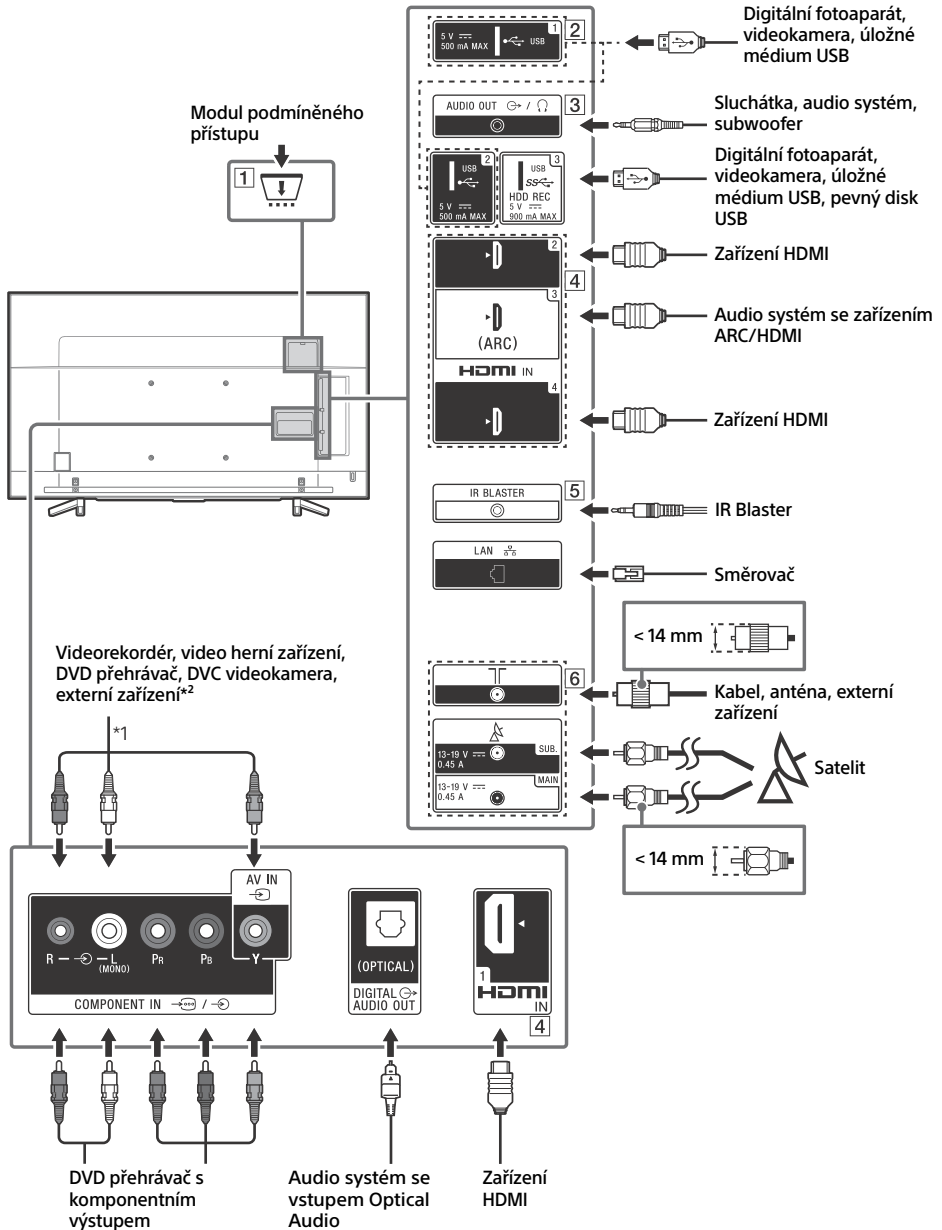 Digitální fotoaparát,
videokamera, úložné
médium USB
5 V
500 mA MAX
USB
1
2
Modul podmíněného
přístupu
1
AUDIO OUT /
3
Sluchátka, audio systém,
subwoofer
2
USB
5 V
500 mA MAX
3
USB
SS
HDD REC
5 V
900 mA MAX
Digitální fotoaparát,
videokamera, úložné
médium USB, pevný disk
USB
2
Zařízení HDMI
4
3
(ARC)
HDMI IN
Audio systém se zařízením
ARC/HDMI
4
Zařízení HDMI
IR BLASTER
5
IR Blaster
LAN
Směrovač
< 14 mm
6
Kabel, anténa, externí
zařízení
13-19 V
0.45 A
SUB.
13-19 V
0.45 A
MAIN
Satelit
< 14 mm
Videorekordér, video herní zařízení,
DVD přehrávač, DVC videokamera,
externí zařízení*2
*1
AV IN
R — — L
(MONO)
PR
PB
Y
COMPONENT IN /
(OPTICAL)
DIGITAL
AUDIO OUT
1
HDMI
IN
4
DVD přehrávač s
komponentním
výstupem
Audio systém se
vstupem Optical
Audio
Zařízení
HDMI